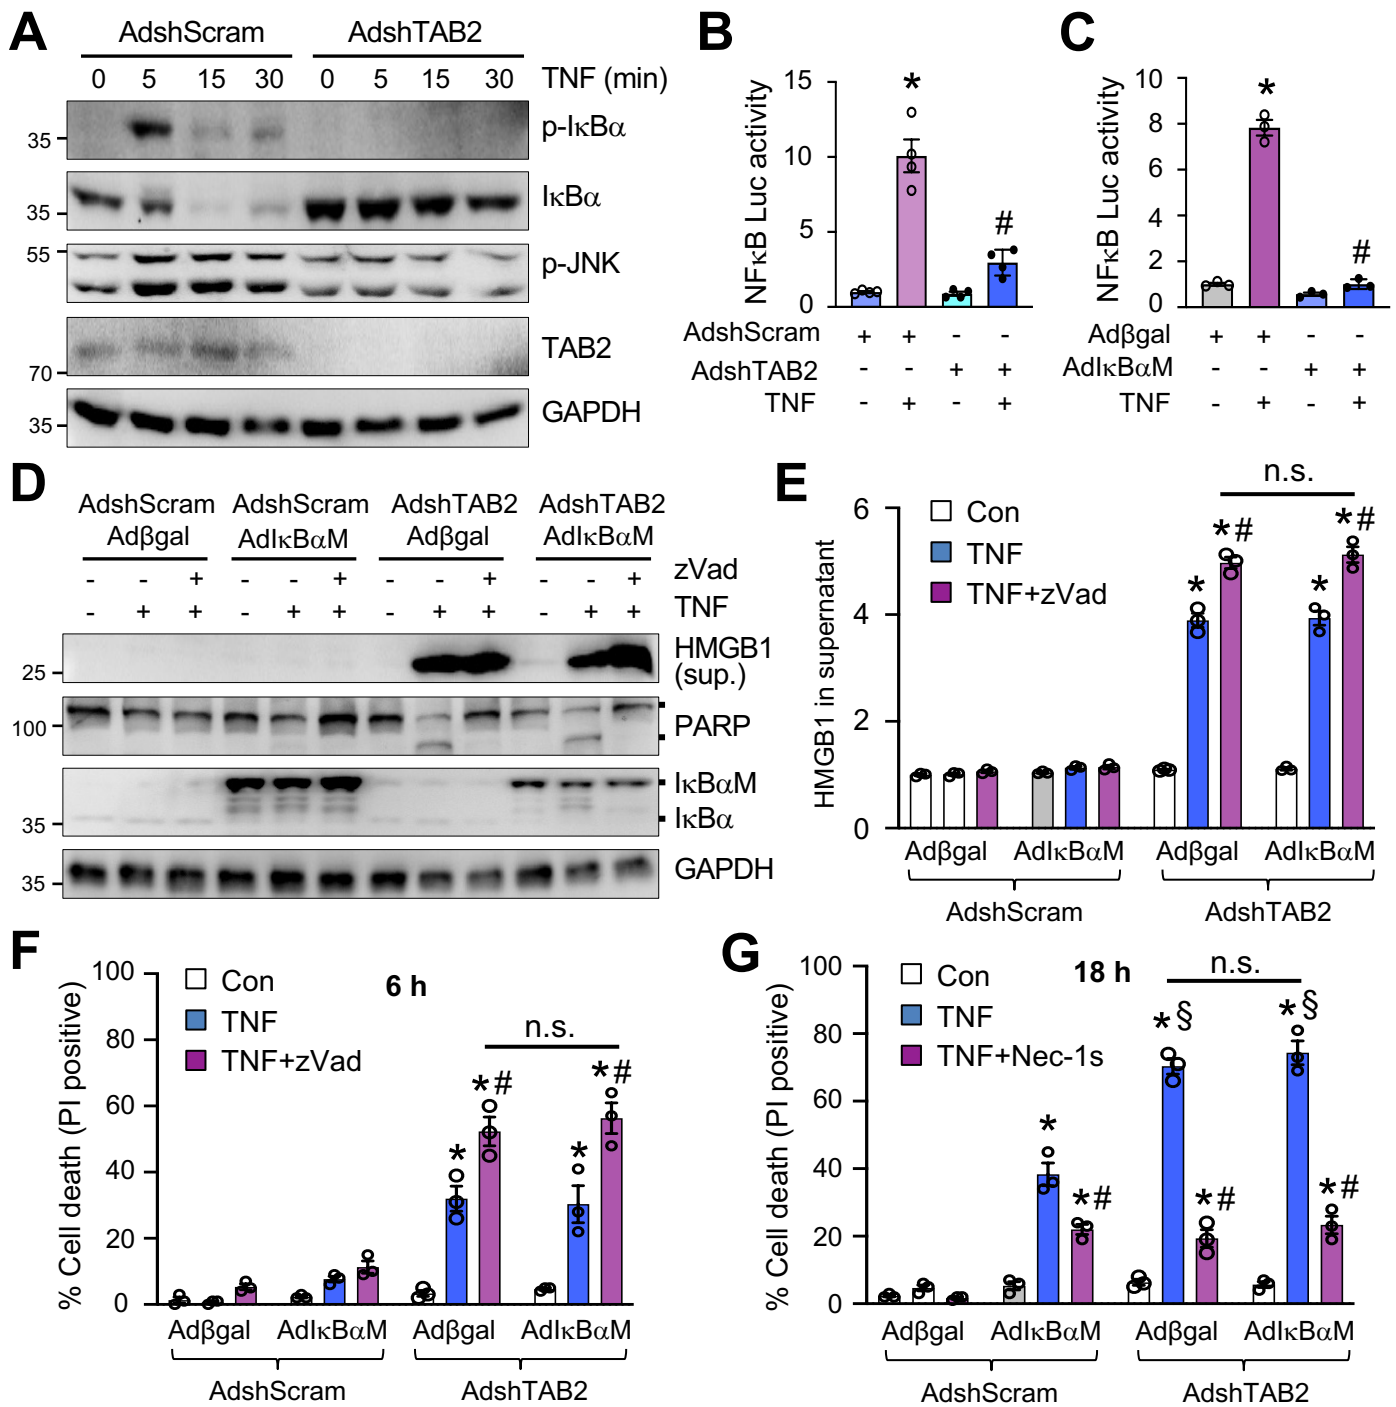 A
AdshScram AdshTAB2
0 5 15 30 0 5 15 30 TNF (min)
35 p-IκBα
35 IκBα
55 p-JNK
70 TAB2
35 GAPDH
B
NFκB Luc activity
15
10
5
0
*
#
AdshScram + + - -
AdshTAB2 - - + +
TNF - + - +
C
NFκB Luc activity
10
8
6
4
2
0
*
#
Adβgal + + - -
AdIκBαM - - + +
TNF - + - +
D
AdshScram AdshScram AdshTAB2 AdshTAB2
Adβgal AdIκBαM Adβgal AdIκBαM
- - + - - + - - + - - + zVad
- + + - + + - + + - + + TNF
25 HMGB1
(sup.)
100 PARP
IκBαM
35 IκBα
35 GAPDH
E
HMGB1 in supernatant
6
4
2
0
Con
TNF
TNF+zVad
n.s.
* *# * *#
Adβgal AdIκBαM Adβgal AdIκBαM
AdshScram AdshTAB2
F
% Cell death (PI positive)
100
80
60
40
20
0
Con
TNF
TNF+zVad
6 h
n.s.
* *# * *#
Adβgal AdIκBαM Adβgal AdIκBαM
AdshScram AdshTAB2
G
% Cell death (PI positive)
100
80
60
40
20
0
Con
TNF
TNF+Nec-1s
18 h
n.s.
* *# *§ *# *§ *#
Adβgal AdIκBαM Adβgal AdIκBαM
AdshScram AdshTAB2